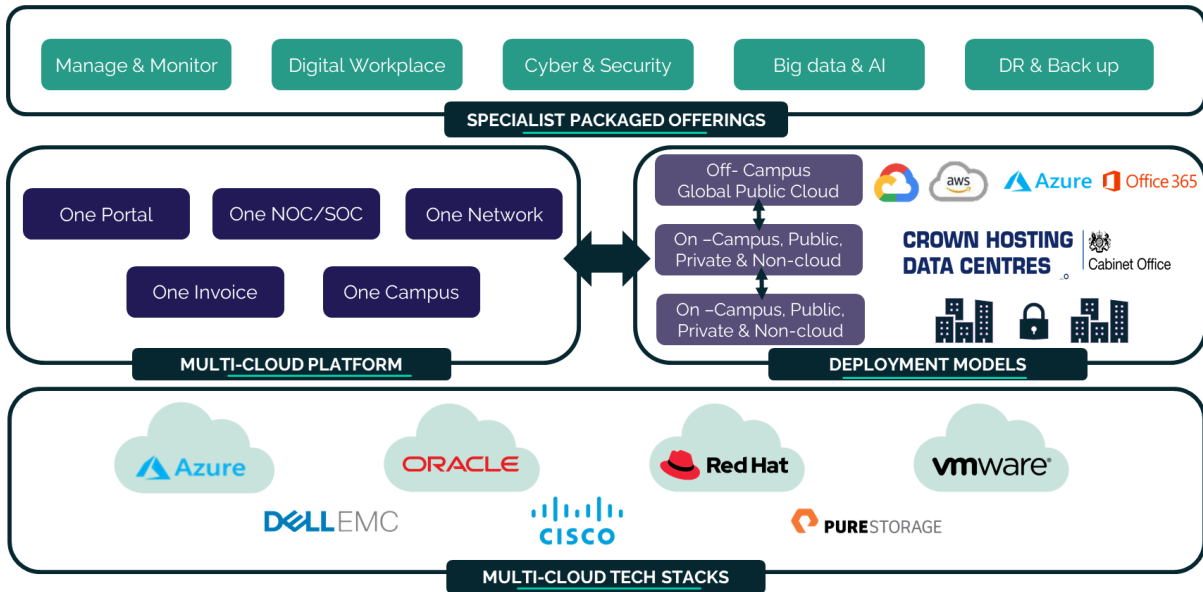 Manage & Monitor
Digital Workplace
Cyber & Security
Big data & AI
DR & Back up
SPECIALIST PACKAGED OFFERINGS
One Portal
One NOC/SOC
One Network
One Invoice
One Campus
MULTI-CLOUD PLATFORM
Off- Campus
Global Public Cloud
aws
Azure
Office 365
On –Campus, Public,
Private & Non-cloud
CROWN HOSTING
DATA CENTRES
Cabinet Office
On –Campus, Public,
Private & Non-cloud
DEPLOYMENT MODELS
Azure
ORACLE
Red Hat
vmware®
DELL EMC
CISCO
PURESTORAGE
MULTI-CLOUD TECH STACKS